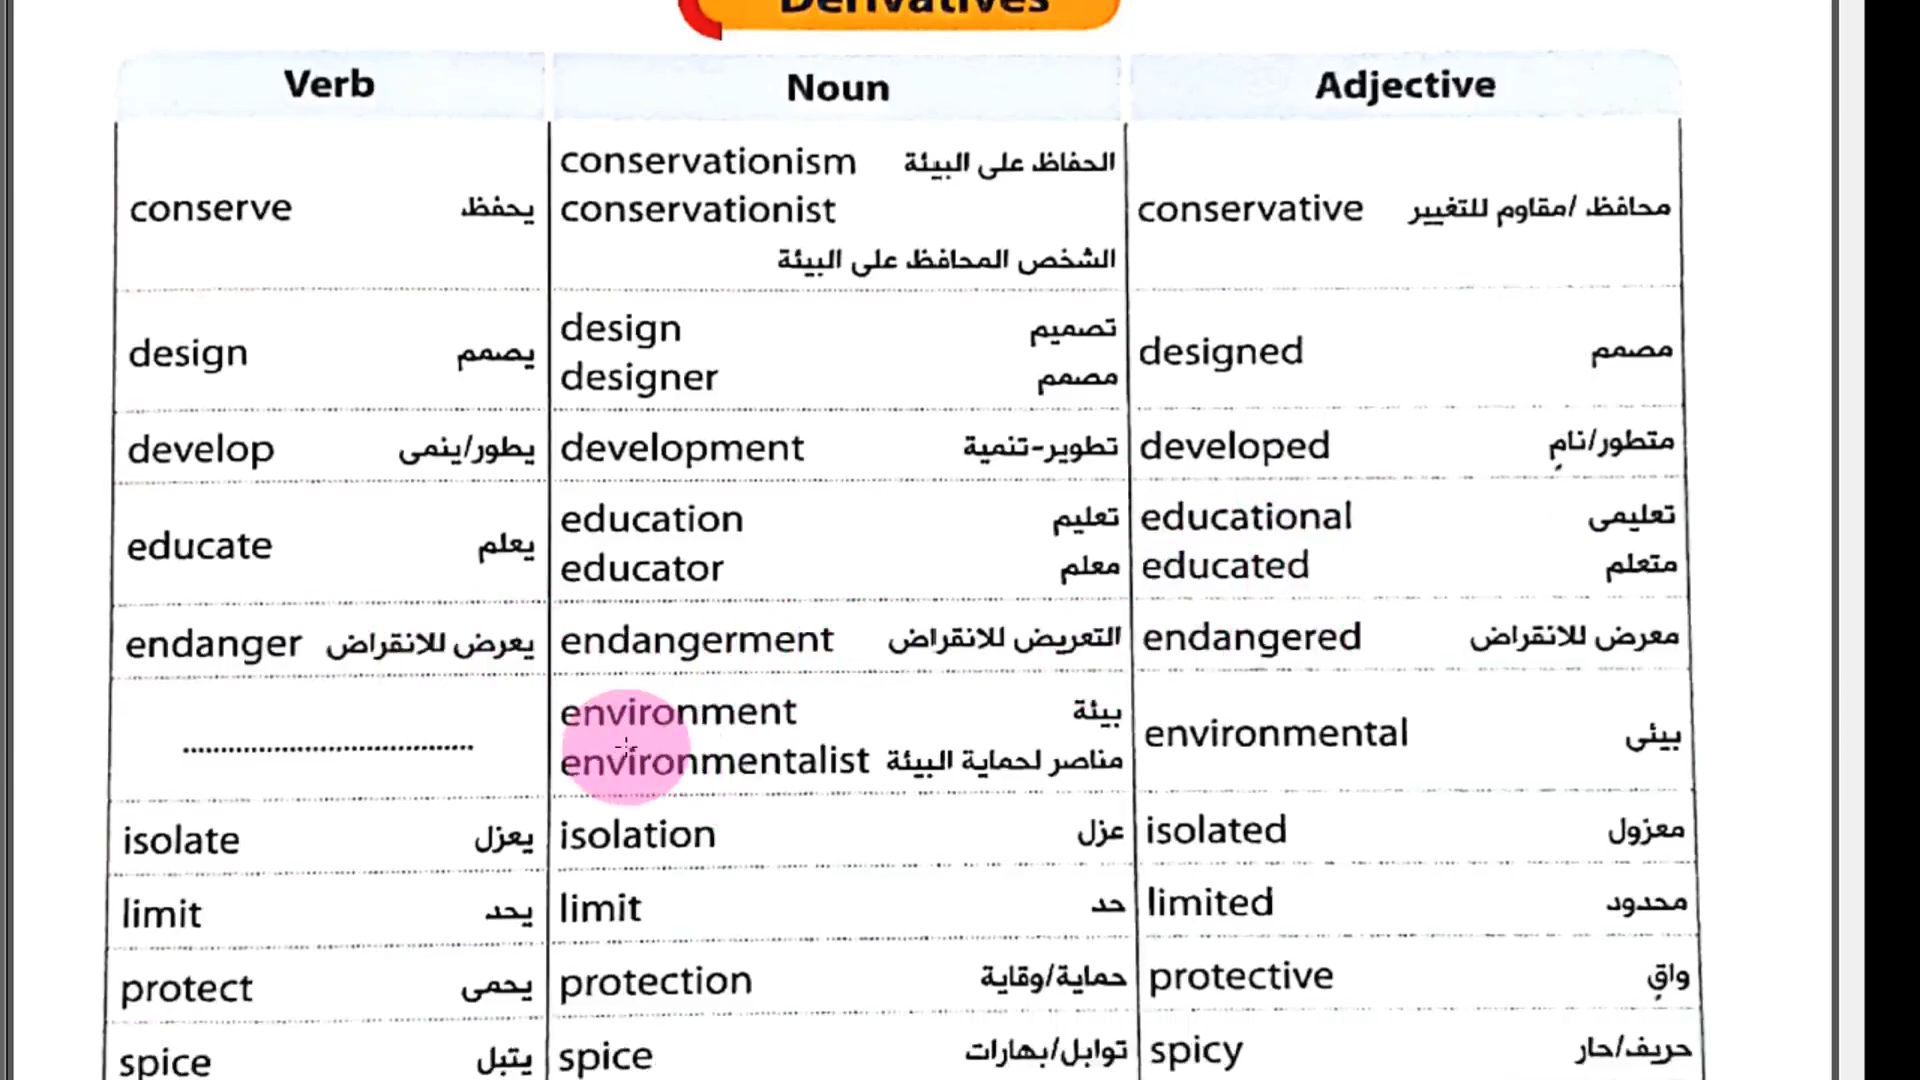 Derivatives
Verb Noun Adjective
conserve يحفظ
conservationism الحفاظ على البيئة
conservationist
الشخص المحافظ على البيئة
conservative محافظ /مقاوم للتغيير
design يصمم
design تصميم
designer مصمم
designed مصمم
develop يطور/ينمى
development تطوير-تنمية
developed متطور/نامٍ
educate يعلم
education تعليم
educator معلم
educational تعليمى
educated متعلم
endanger يعرض للانقراض
endangerment التعريض للانقراض
endangered معرض للانقراض
......................................
environment بيئة
environmentalist مناصر لحماية البيئة
environmental بيئى
isolate يعزل
isolation عزل
isolated معزول
limit يحد
limit حد
limited محدود
protect يحمى
protection حماية/وقاية
protective واقٍ
spice يتبل
spice توابل/بهارات
spicy حريف/حار